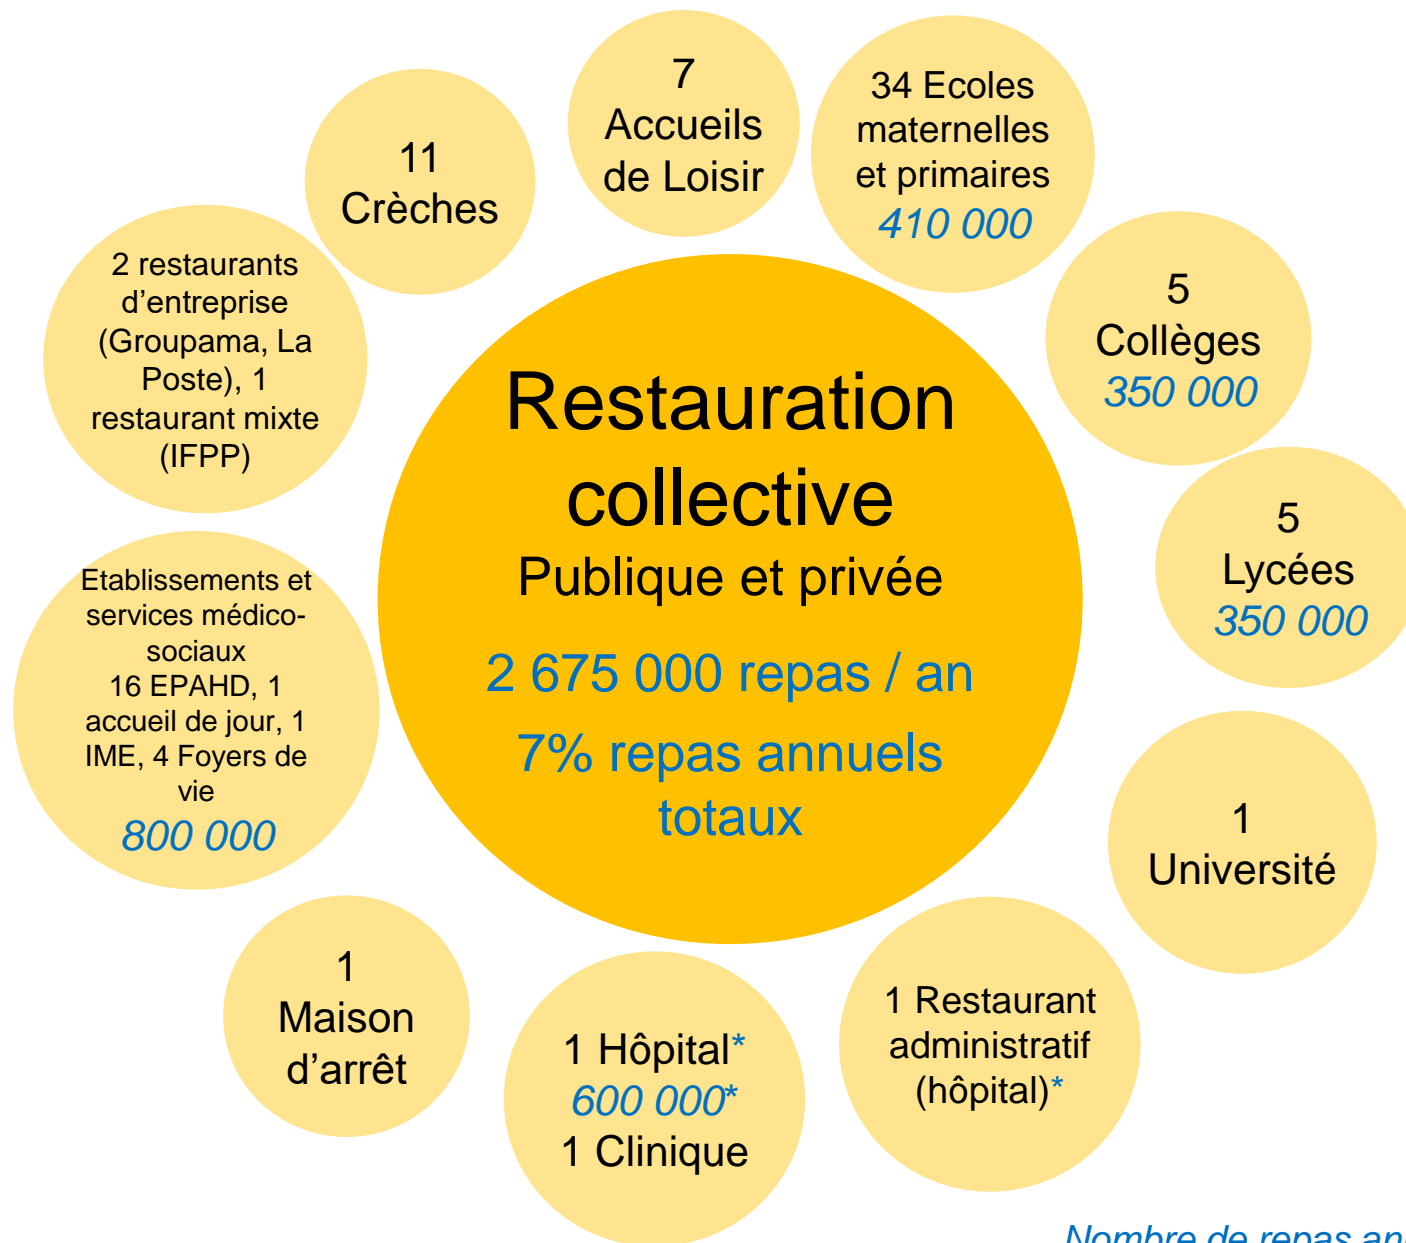 7
Accueils
de Loisir
34 Ecoles
maternelles
et primaires
410 000
11
Crèches
5
Collèges
350 000
2 restaurants
d’entreprise
(Groupama, La
Poste), 1
restaurant mixte
(IFPP)
Restauration
collective
Publique et privée
2 675 000 repas / an
7% repas annuels
totaux
5
Lycées
350 000
Etablissements et
services médico-
sociaux
16 EPAHD, 1
accueil de jour, 1
IME, 4 Foyers de
vie
800 000
1
Université
1
Maison
d’arrêt
1 Hôpital*
600 000*
1 Clinique
1 Restaurant
administratif
(hôpital)*
Nombre de repas